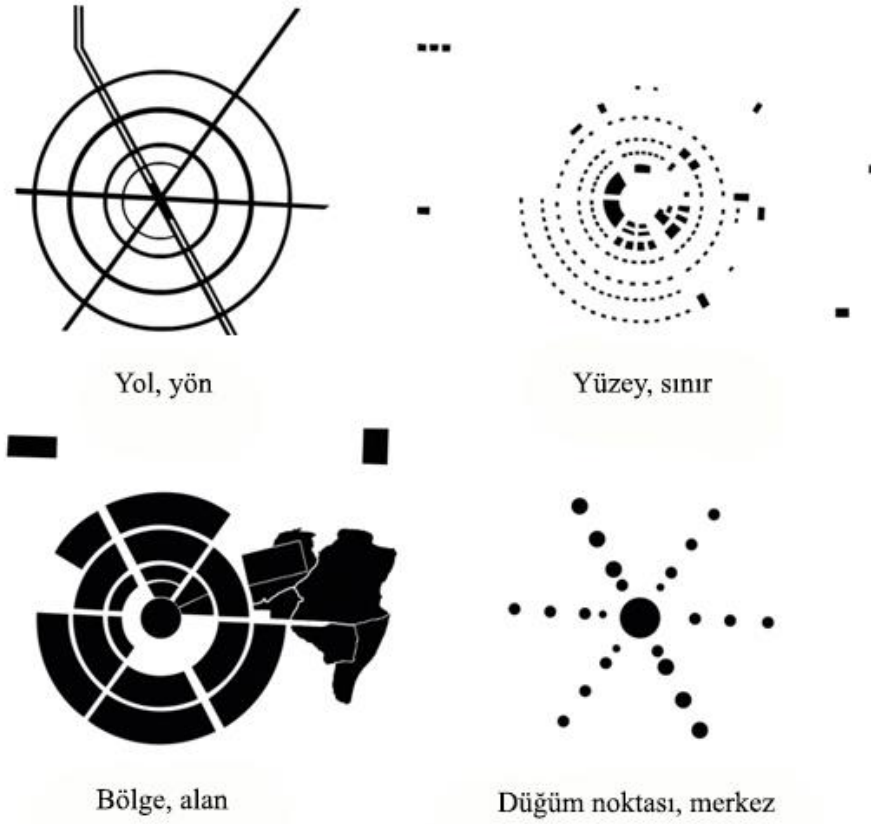 Yol, yön
Yüzey, sınır
Bölge, alan
Düğüm noktası, merkez